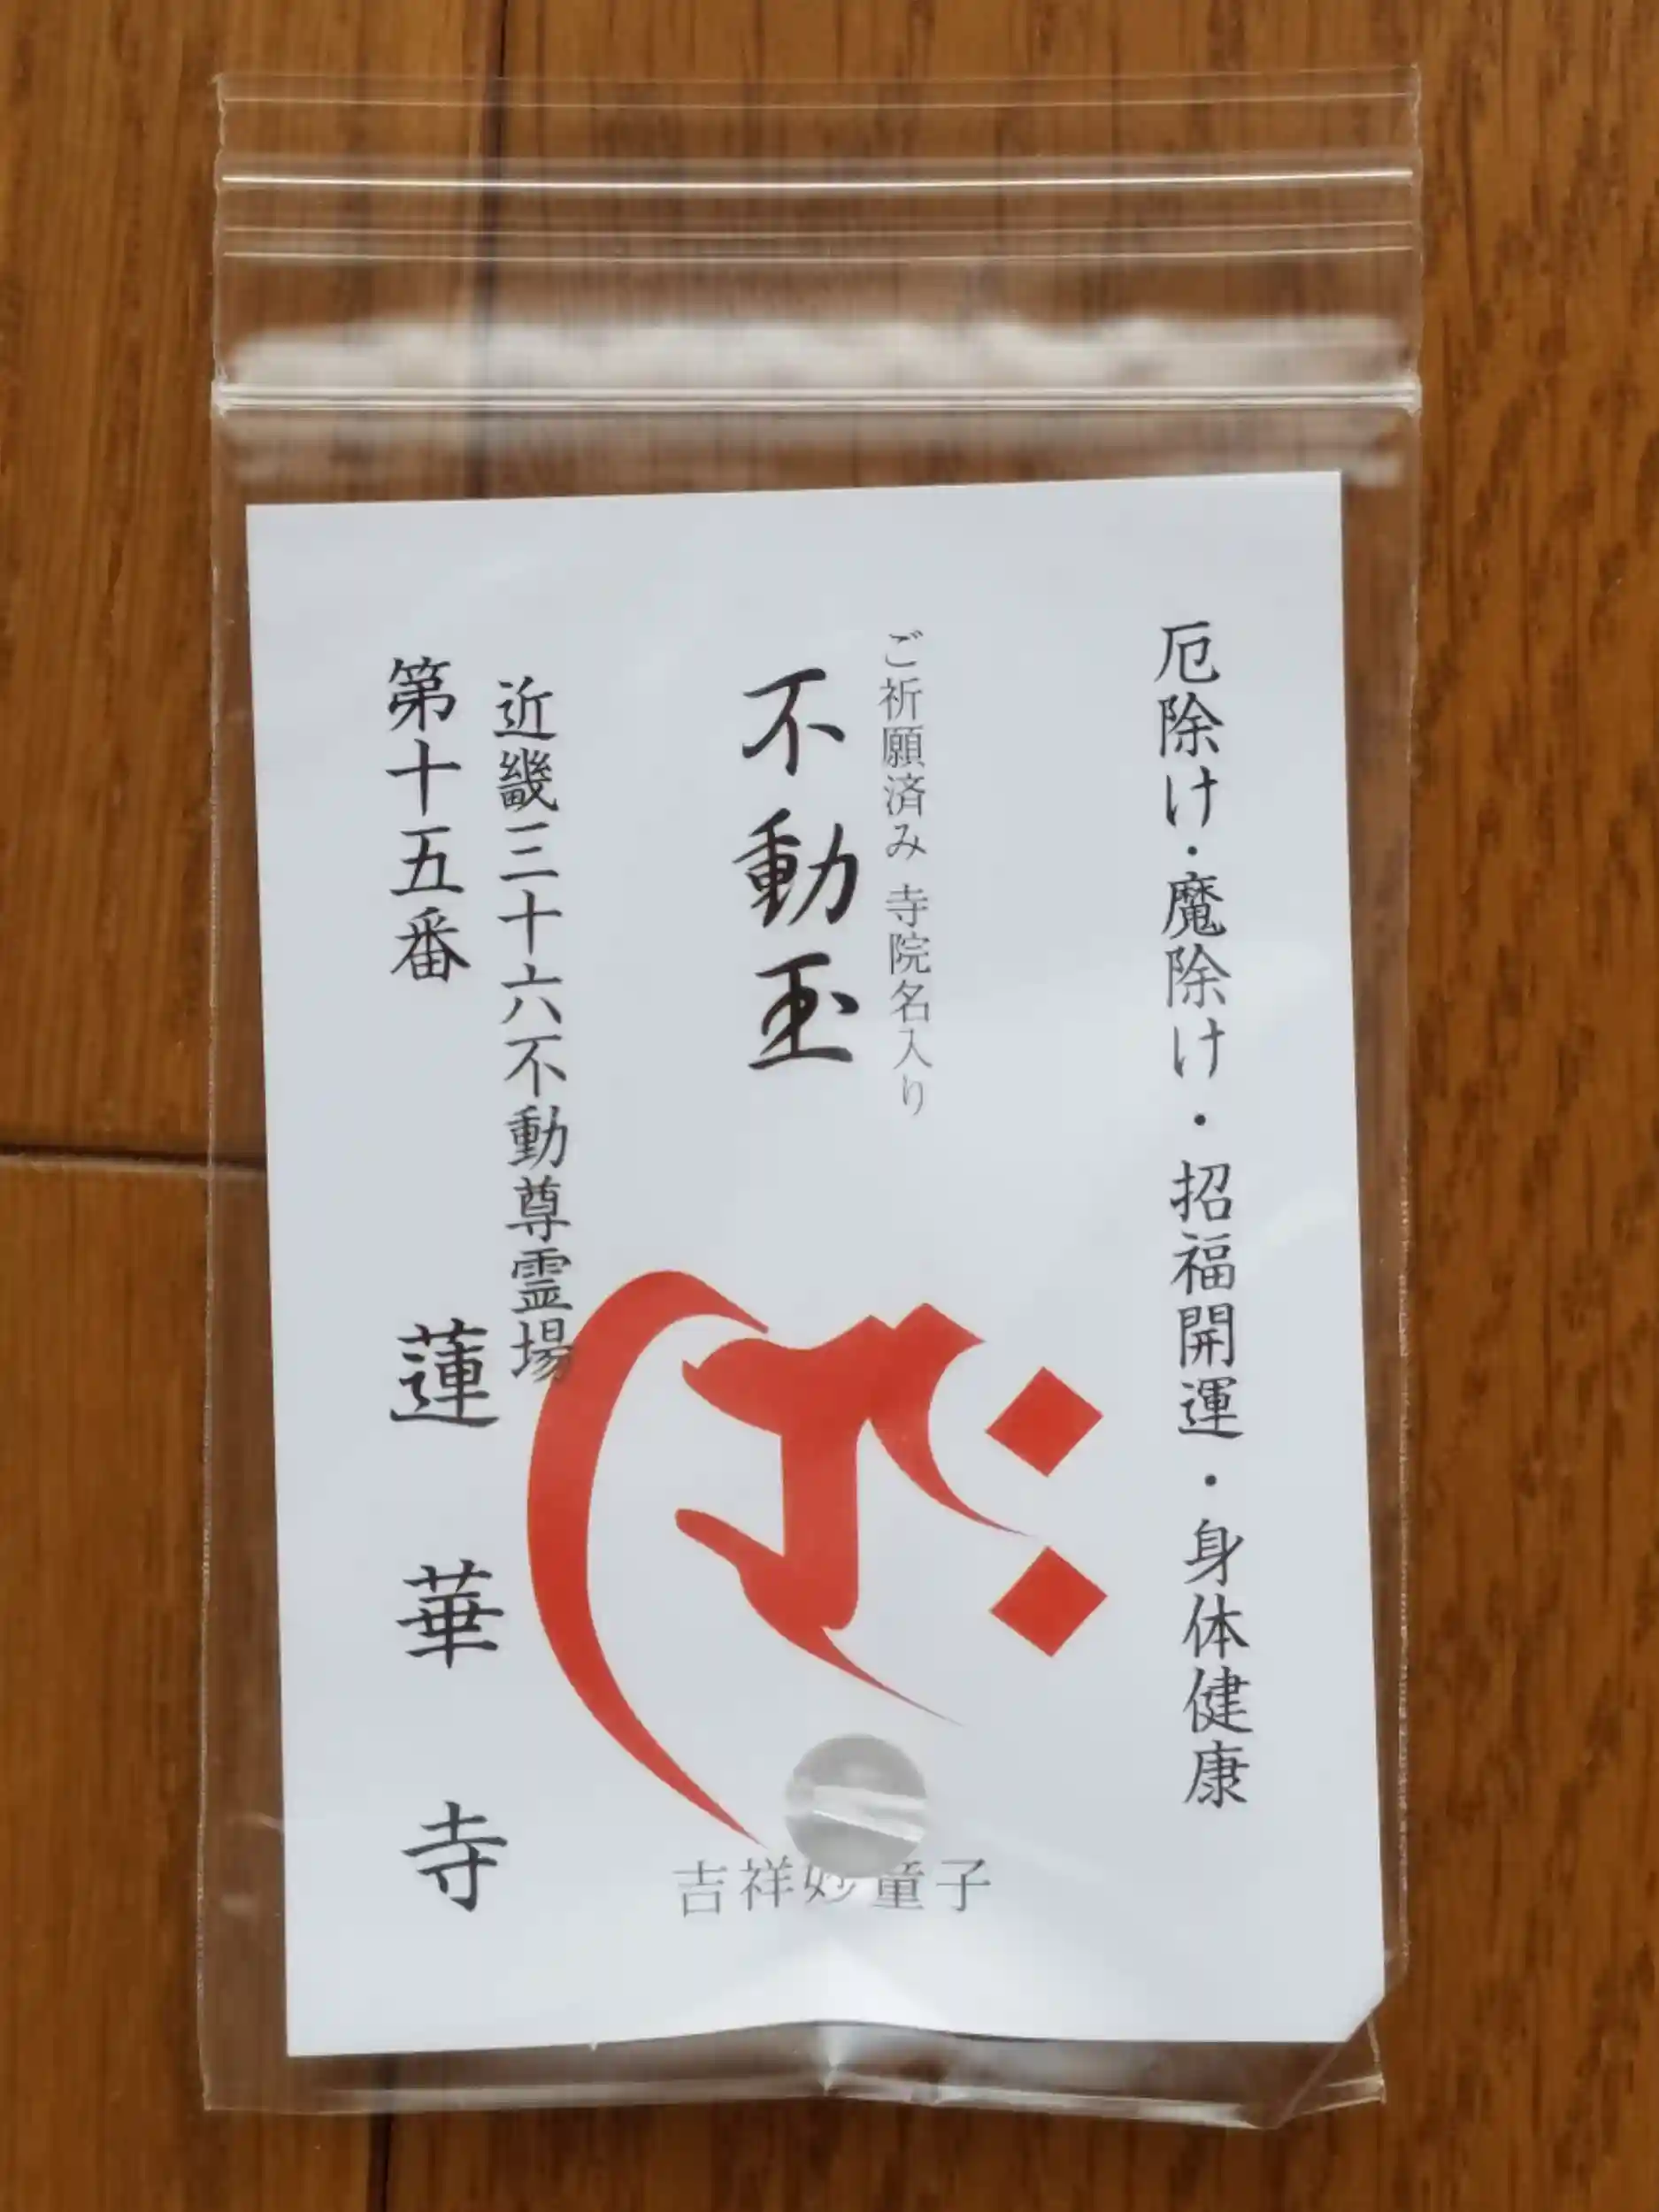 厄除け・魔除け・招福開運・身体健康
ご祈願済み 寺院名入り
不動玉
近畿三十六不動尊霊場
第十五番 蓮華寺
吉祥妙童子